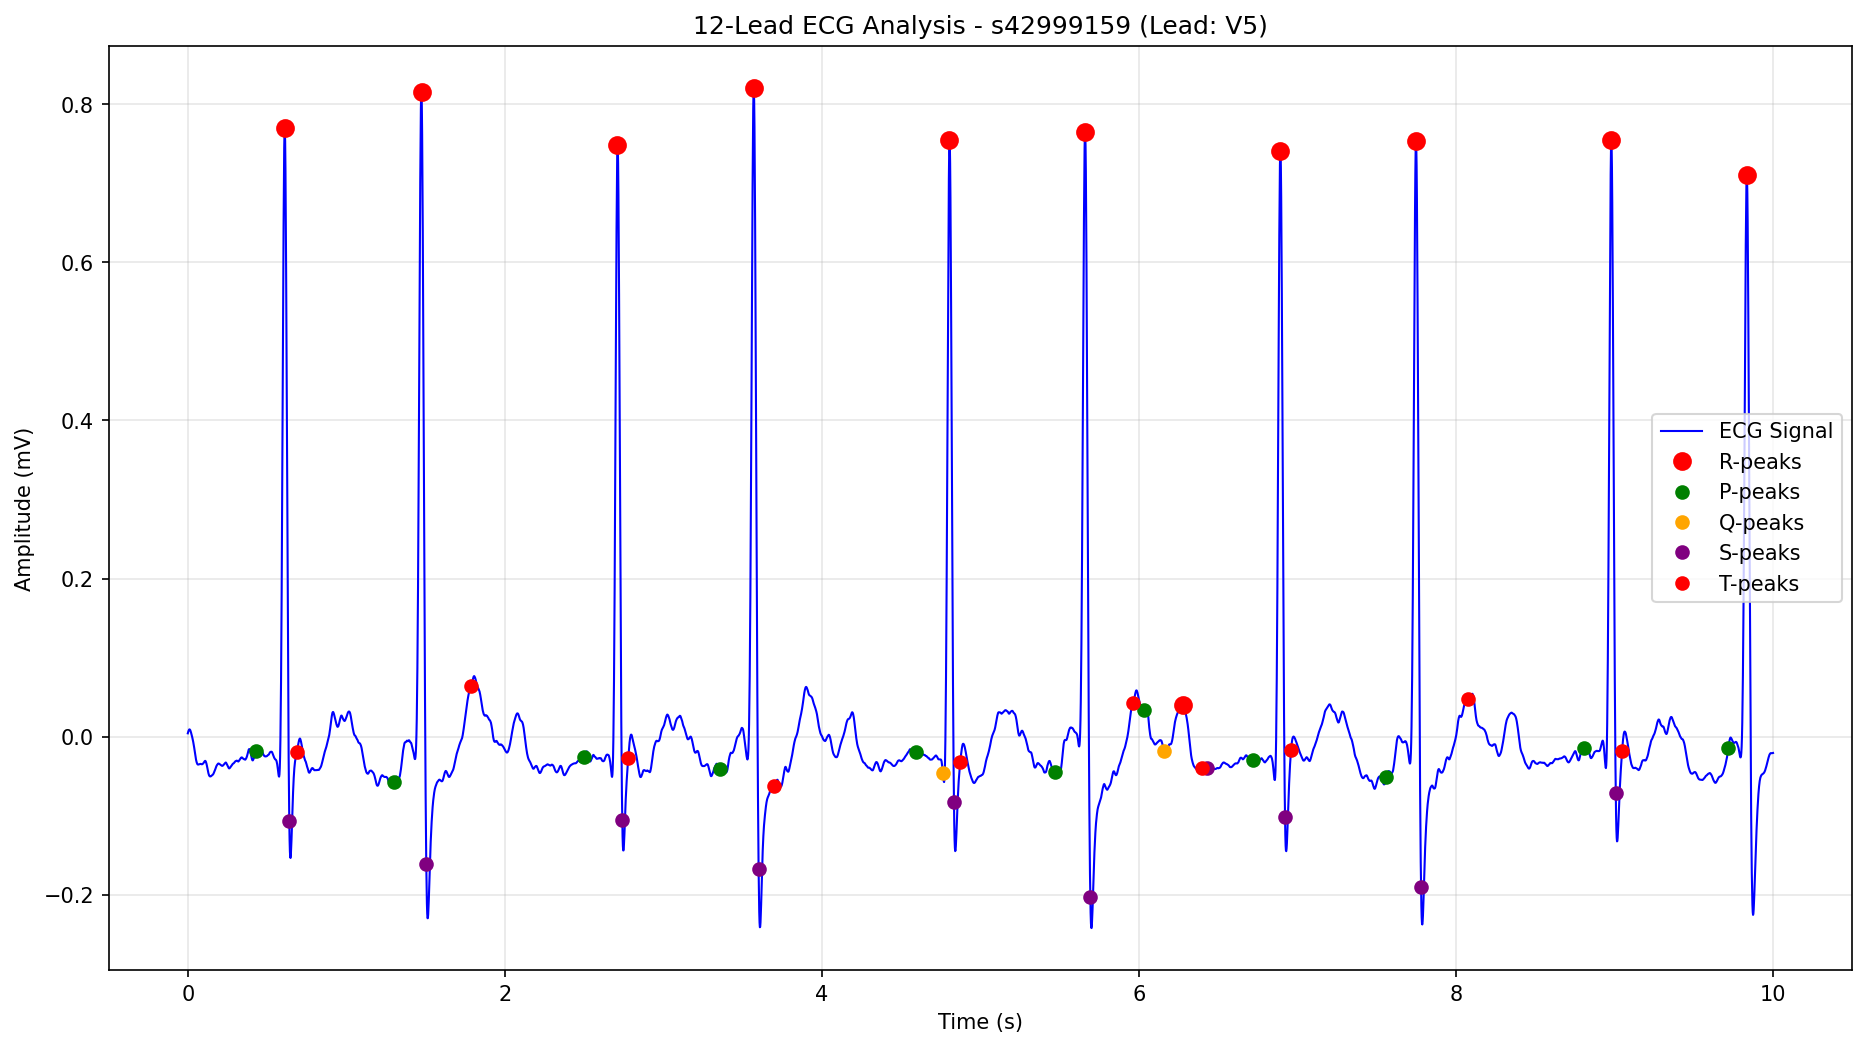 12-Lead ECG Analysis - s42999159 (Lead: V5)
Amplitude (mV)
0.8
0.6
0.4
0.2
0.0
−0.2
ECG Signal
R-peaks
P-peaks
Q-peaks
S-peaks
T-peaks
0 2 4 6 8 10
Time (s)